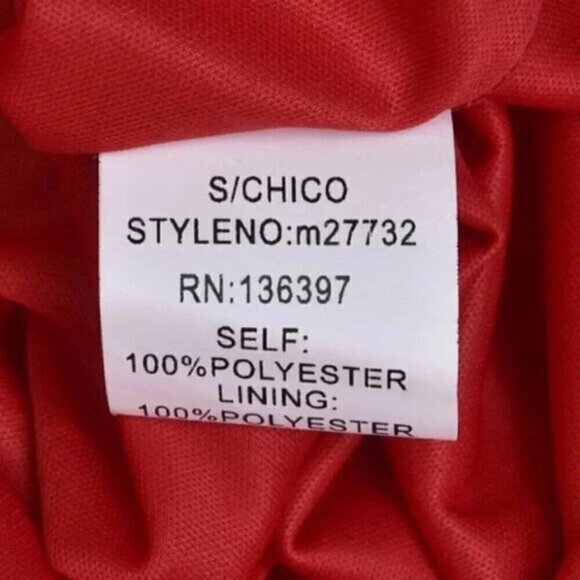 S/CHICO
STYLENO:m27732
RN:136397
SELF:
100%POLYESTER
LINING:
100%POLYESTER